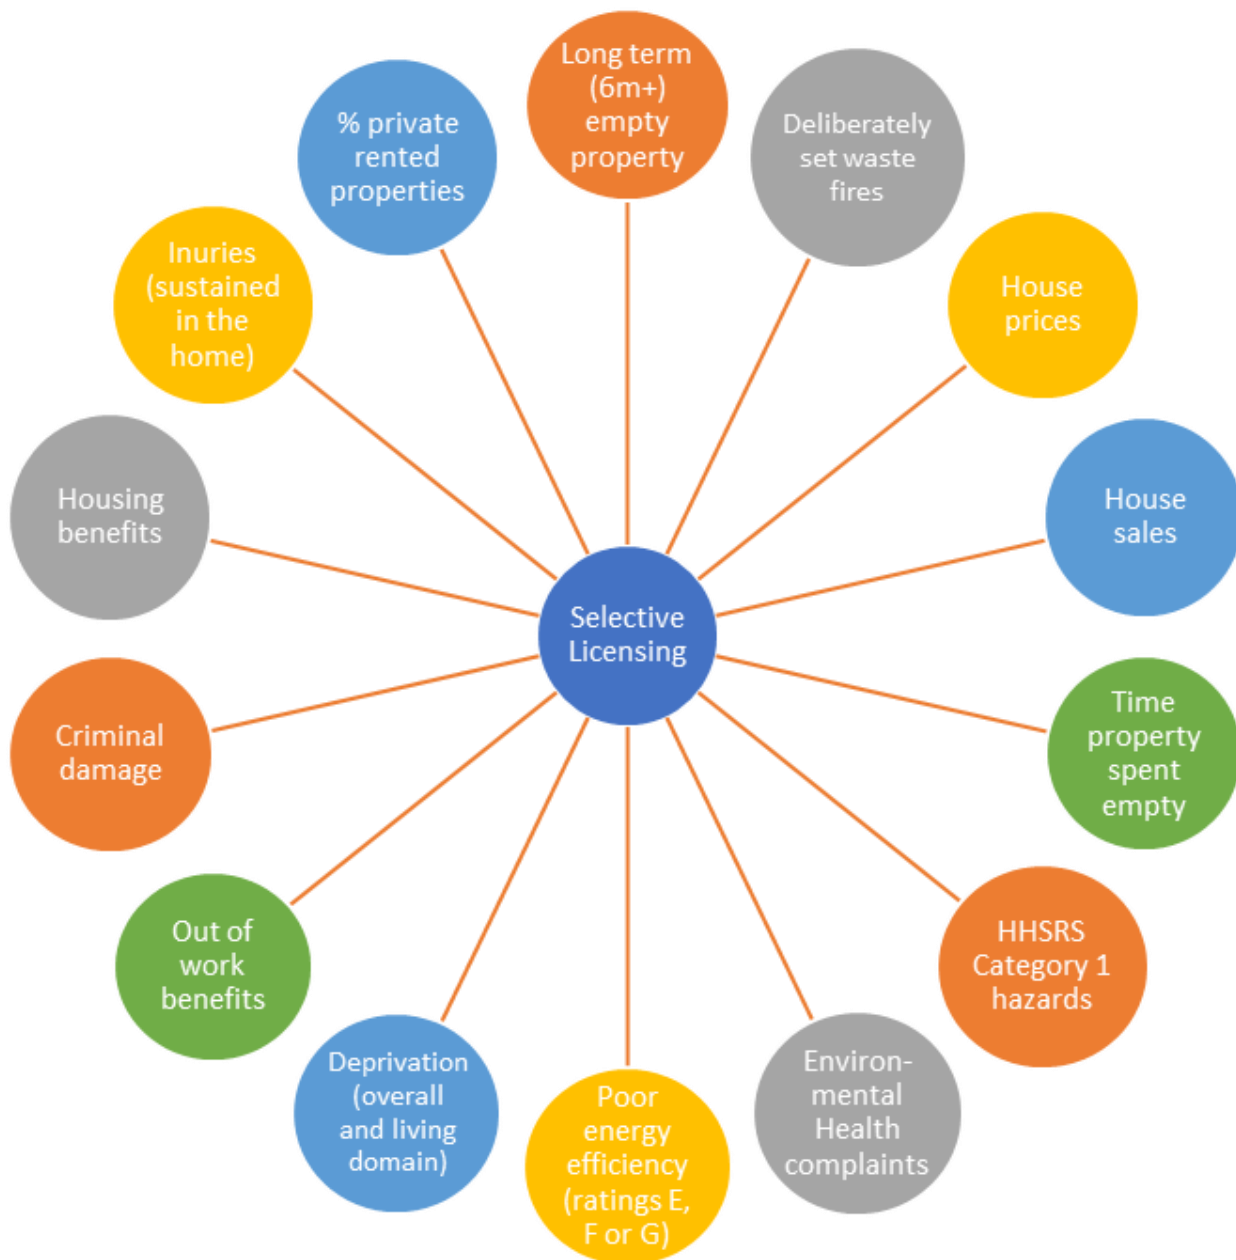 Long term
(6m+)
empty
property
Deliberately
set waste
fires
House
prices
House
sales
Time
property
spent
empty
HHSRS
Category 1
hazards
Environ-
mental
Health
complaints
Poor
energy
efficiency
(ratings E,
F or G)
Deprivation
(overall
and living
domain)
Out of
work
benefits
Criminal
damage
Housing
benefits
Inuries
(sustained
in the
home)
% private
rented
properties
Selective
Licensing